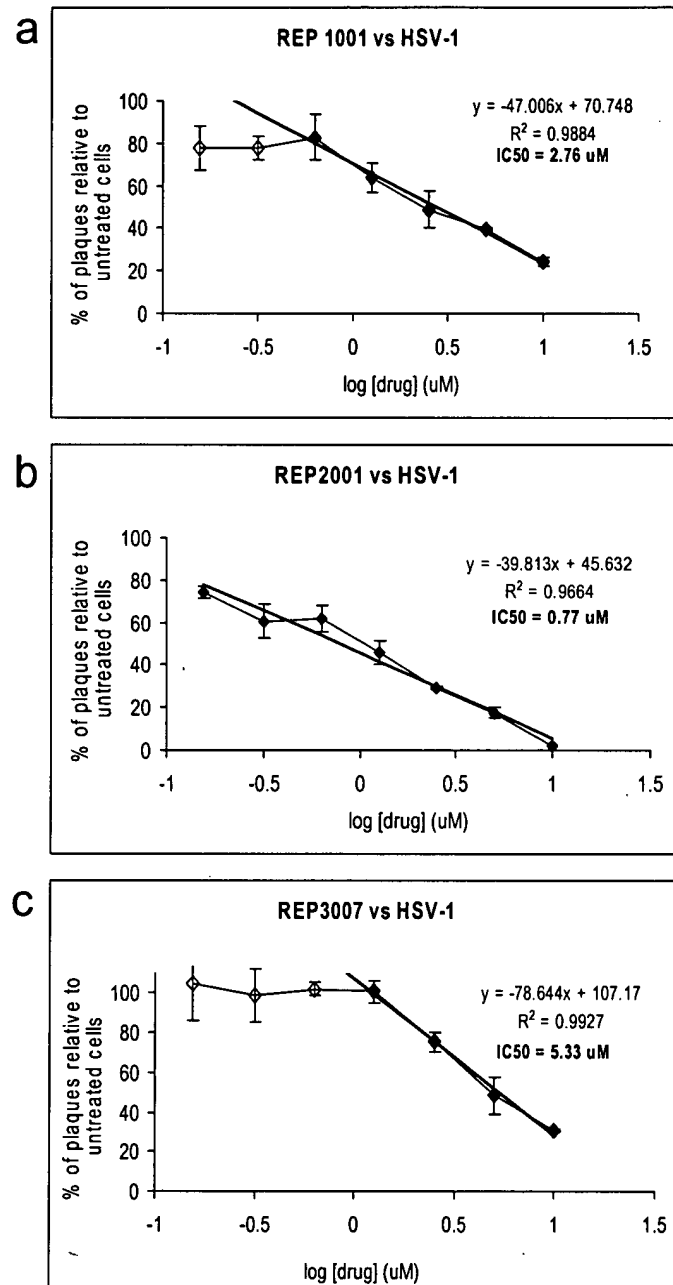 a
REP 1001 vs HSV-1
% of plaques relative to
untreated cells
100
80
60
40
20
0
y = -47.006x + 70.748
R² = 0.9884
IC50 = 2.76 uM
-1 -0.5 0 0.5 1 1.5
log [drug] (uM)
b
REP2001 vs HSV-1
% of plaques relative to
untreated cells
100
80
60
40
20
0
y = -39.813x + 45.632
R² = 0.9664
IC50 = 0.77 uM
-1 -0.5 0 0.5 1 1.5
log [drug] (uM)
c
REP3007 vs HSV-1
% of plaques relative to
untreated cells
100
80
60
40
20
0
y = -78.644x + 107.17
R² = 0.9927
IC50 = 5.33 uM
-1 -0.5 0 0.5 1 1.5
log [drug] (uM)